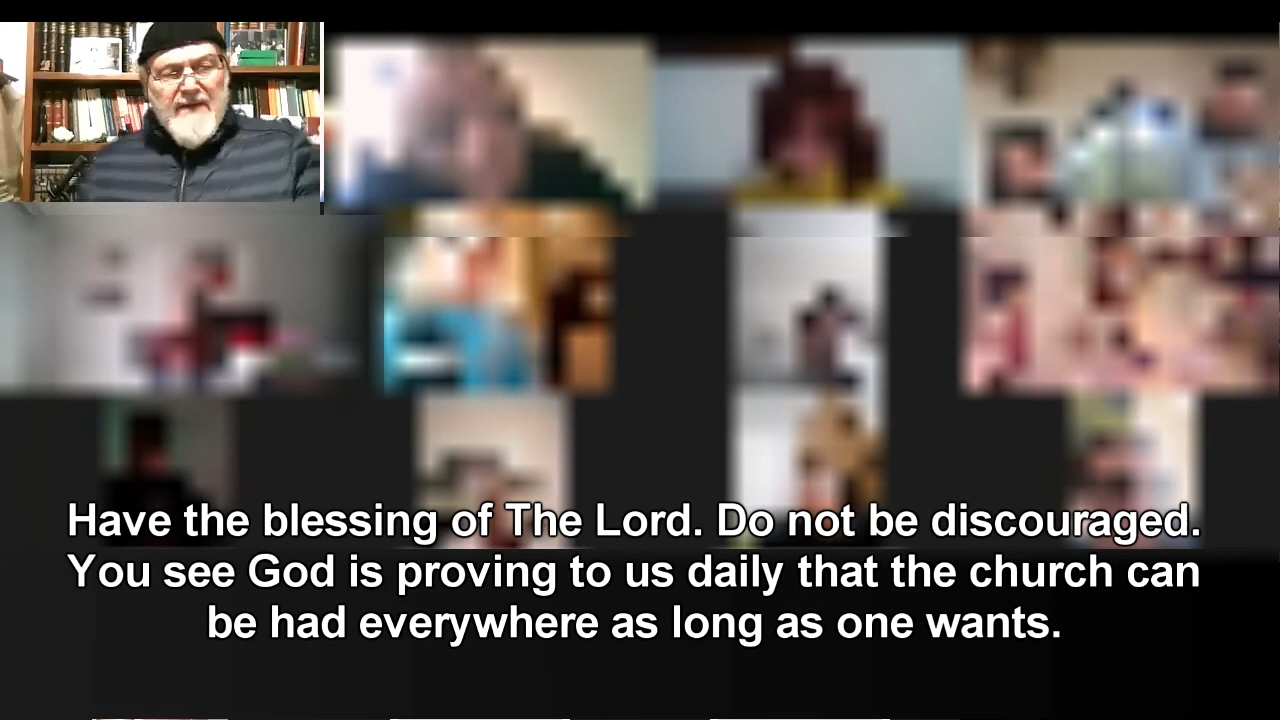 Have the blessing of The Lord. Do not be discouraged.
You see God is proving to us daily that the church can
be had everywhere as long as one wants.